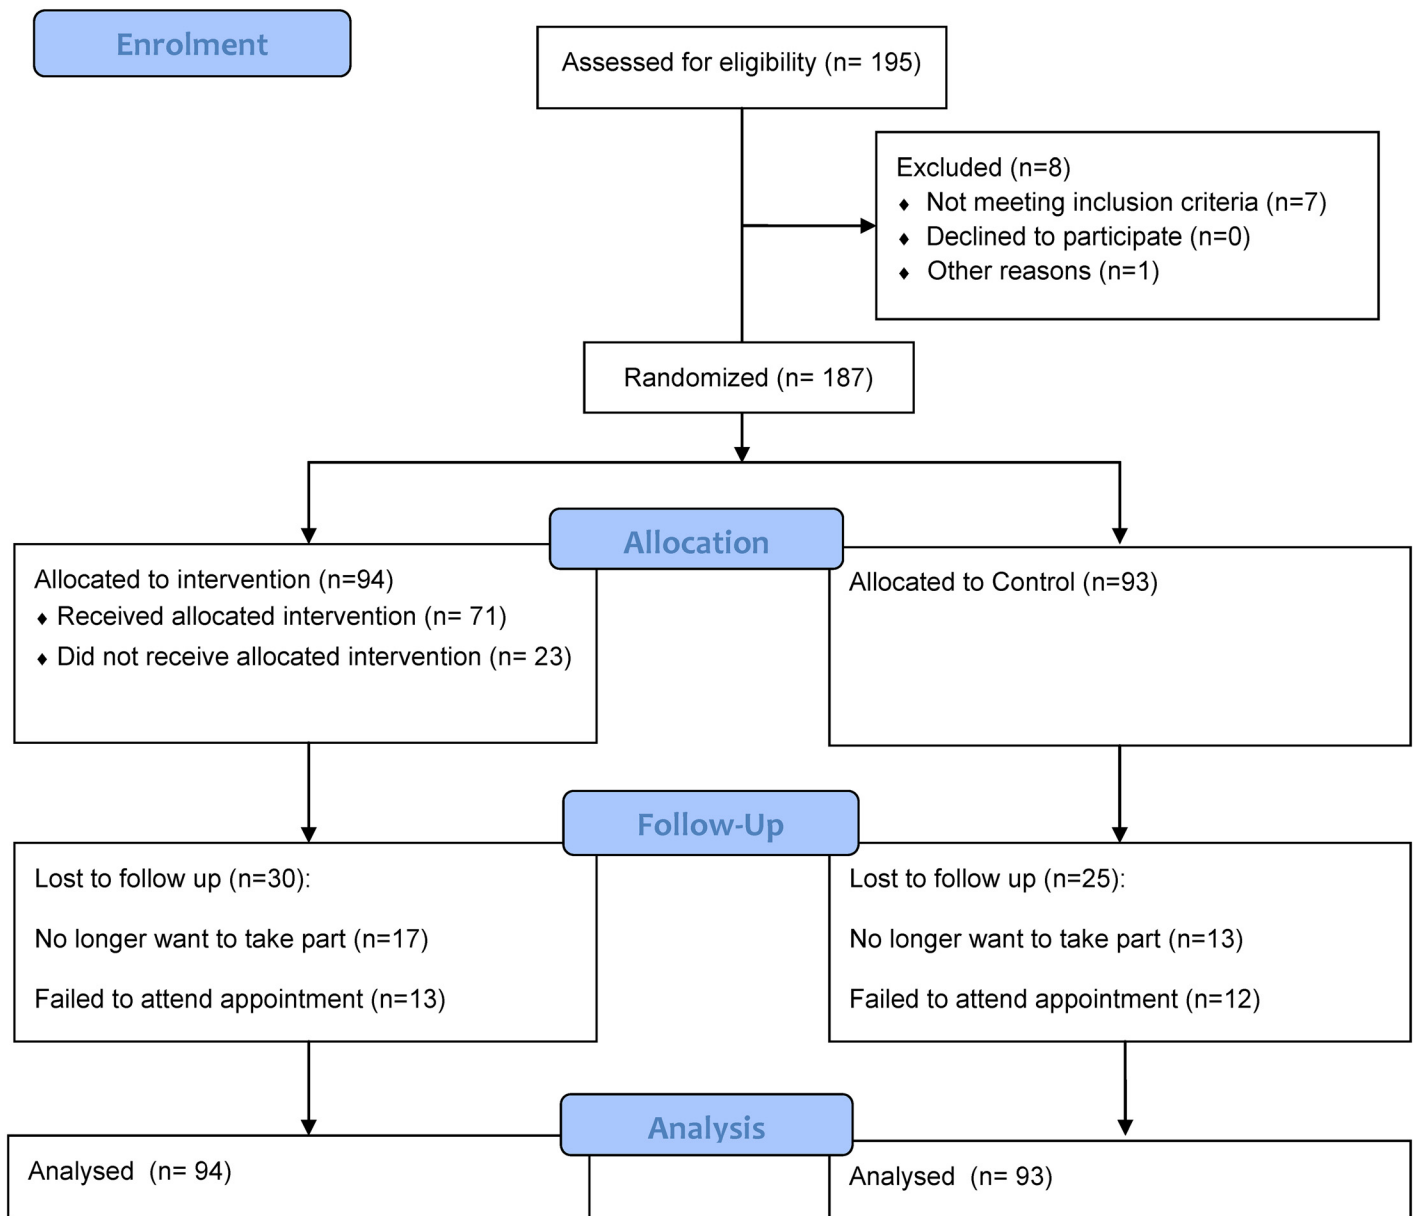 Enrolment
Assessed for eligibility (n= 195)
Excluded (n=8)
♦ Not meeting inclusion criteria (n=7)
♦ Declined to participate (n=0)
♦ Other reasons (n=1)
Randomized (n= 187)
Allocation
Allocated to intervention (n=94)
♦ Received allocated intervention (n= 71)
♦ Did not receive allocated intervention (n= 23)
Allocated to Control (n=93)
Follow-Up
Lost to follow up (n=30):
No longer want to take part (n=17)
Failed to attend appointment (n=13)
Lost to follow up (n=25):
No longer want to take part (n=13)
Failed to attend appointment (n=12)
Analysis
Analysed (n= 94)
Analysed (n= 93)